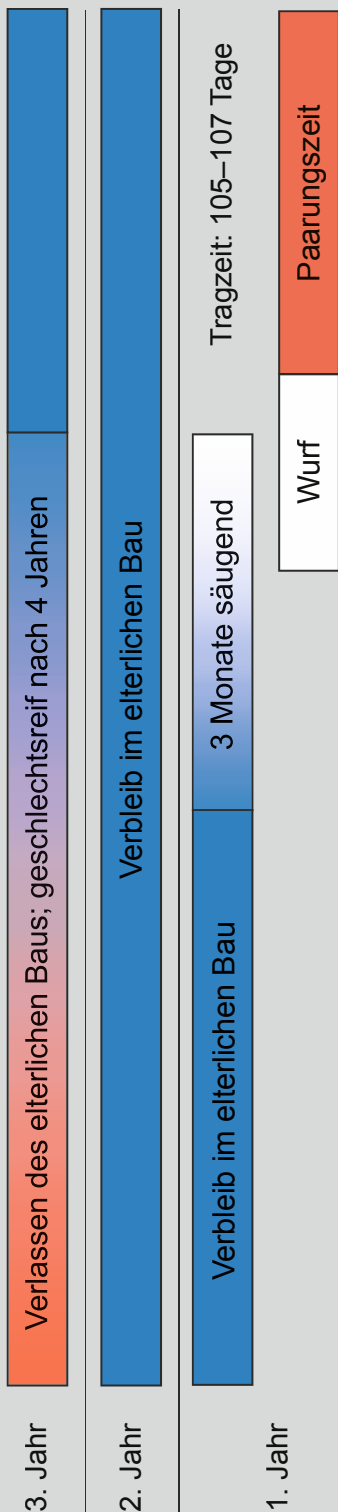 3. Jahr
Verlassen des elterlichen Baus; geschlechtsreif nach 4 Jahren
2. Jahr
Verbleib im elterlichen Bau
1. Jahr
Verbleib im elterlichen Bau
3 Monate säugend
Tragzeit: 105–107 Tage
Wurf
Paarungszeit